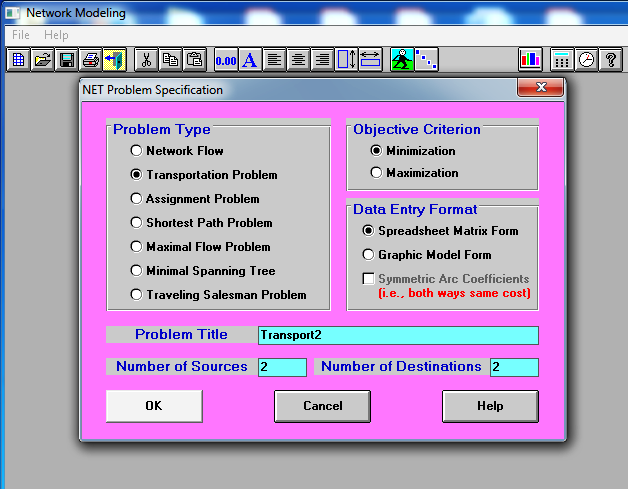 Network Modeling
File Help
0.00 A ?
NET Problem Specification
Problem Type
Network Flow
Transportation Problem
Assignment Problem
Shortest Path Problem
Maximal Flow Problem
Minimal Spanning Tree
Traveling Salesman Problem
Objective Criterion
Minimization
Maximization
Data Entry Format
Spreadsheet Matrix Form
Graphic Model Form
Symmetric Arc Coefficients
(i.e., both ways same cost)
Problem Title Transport2
Number of Sources 2 Number of Destinations 2
OK Cancel Help